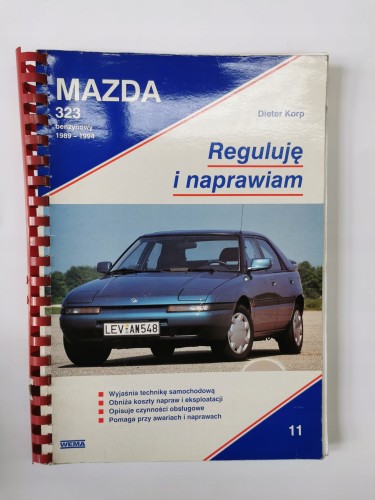 MAZDA
323
benzynowy
1989 - 1994
Dieter Korp
Reguluję
i naprawiam
LEV AN548
Wyjaśnia technikę samochodową
Obniża koszty napraw i eksploatacji
Opisuje czynności obsługowe
Pomaga przy awariach i naprawach
WEMA
11